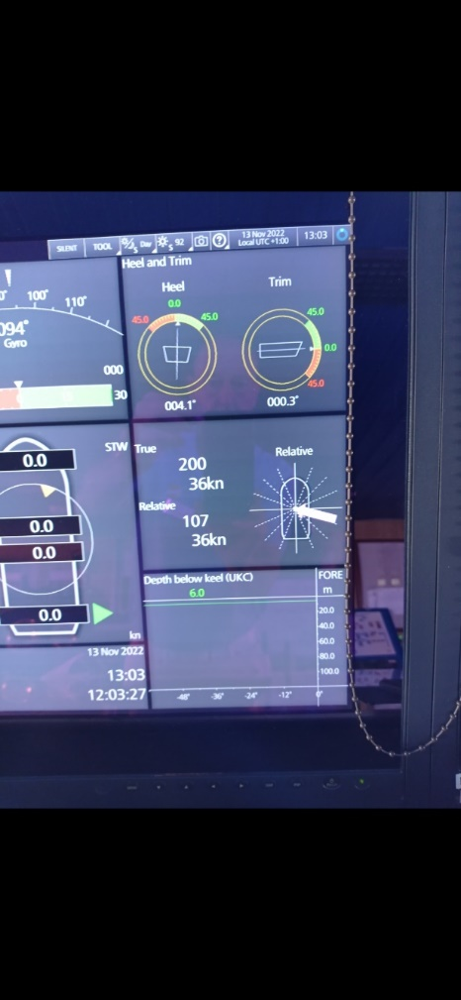 SILENT TOOL Day 92 13 Nov 2022 13:03
Local UTC +1:00
Heel and Trim
Heel Trim
0.0
45.0 45.0
004.1°
45.0
0.0
45.0
000.3°
100° 110°
094°
Gyro
000
30
STW
0.0
0.0
0.0
0.0
kn
13 Nov 2022
13:03
12:03:27
True
200
36kn
Relative
107
36kn
Relative
Depth below keel (UKC) FORE
6.0 m
20.0
40.0
60.0
80.0
100.0
-48" -36" -24" -12" 0"